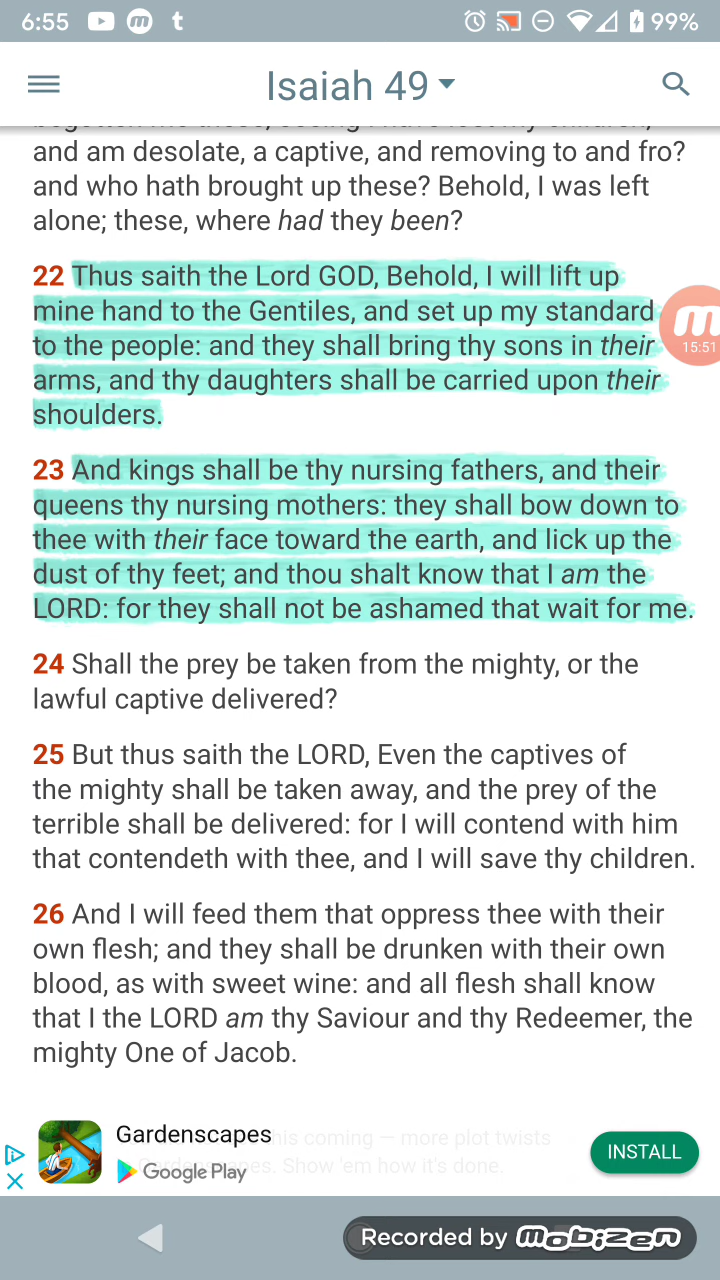 6:55
99%
Isaiah 49
and am desolate, a captive, and removing to and fro?
and who hath brought up these? Behold, I was left
alone; these, where had they been?
22 Thus saith the Lord GOD, Behold, I will lift up
mine hand to the Gentiles, and set up my standard
to the people: and they shall bring thy sons in their
arms, and thy daughters shall be carried upon their
shoulders.
15:51
23 And kings shall be thy nursing fathers, and their
queens thy nursing mothers: they shall bow down to
thee with their face toward the earth, and lick up the
dust of thy feet; and thou shalt know that I am the
LORD: for they shall not be ashamed that wait for me.
24 Shall the prey be taken from the mighty, or the
lawful captive delivered?
25 But thus saith the LORD, Even the captives of
the mighty shall be taken away, and the prey of the
terrible shall be delivered: for I will contend with him
that contendeth with thee, and I will save thy children.
26 And I will feed them that oppress thee with their
own flesh; and they shall be drunken with their own
blood, as with sweet wine: and all flesh shall know
that I the LORD am thy Saviour and thy Redeemer, the
mighty One of Jacob.
Gardenscapes
his coming — more plot twists
Google Play
es. Show 'em how it's done.
INSTALL
Recorded by mobizen